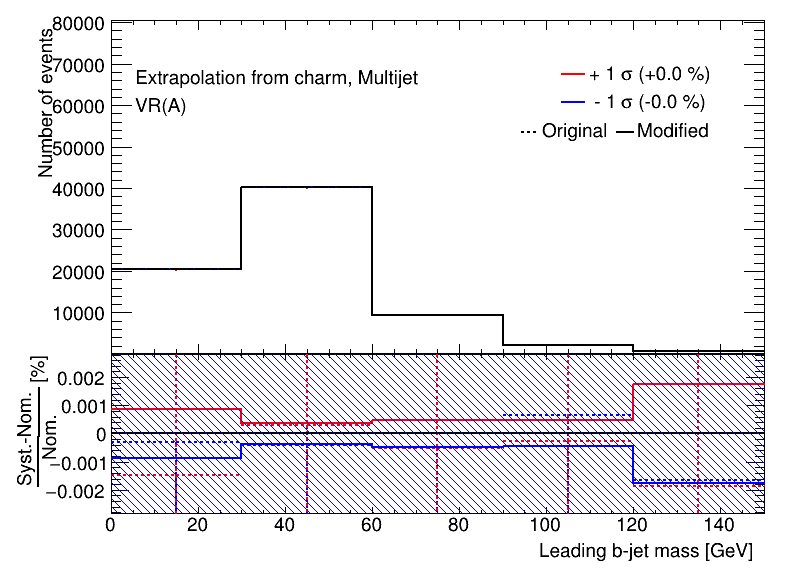 80000
70000
60000
50000
40000
30000
20000
10000
Number of events
Extrapolation from charm, Multijet
VR(A)
+ 1 σ (+0.0 %)
- 1 σ (-0.0 %)
Original Modified
0.002
0.001
0
−0.001
−0.002
Syst.-Nom.
Nom.
[%]
0 20 40 60 80 100 120 140
Leading b-jet mass [GeV]